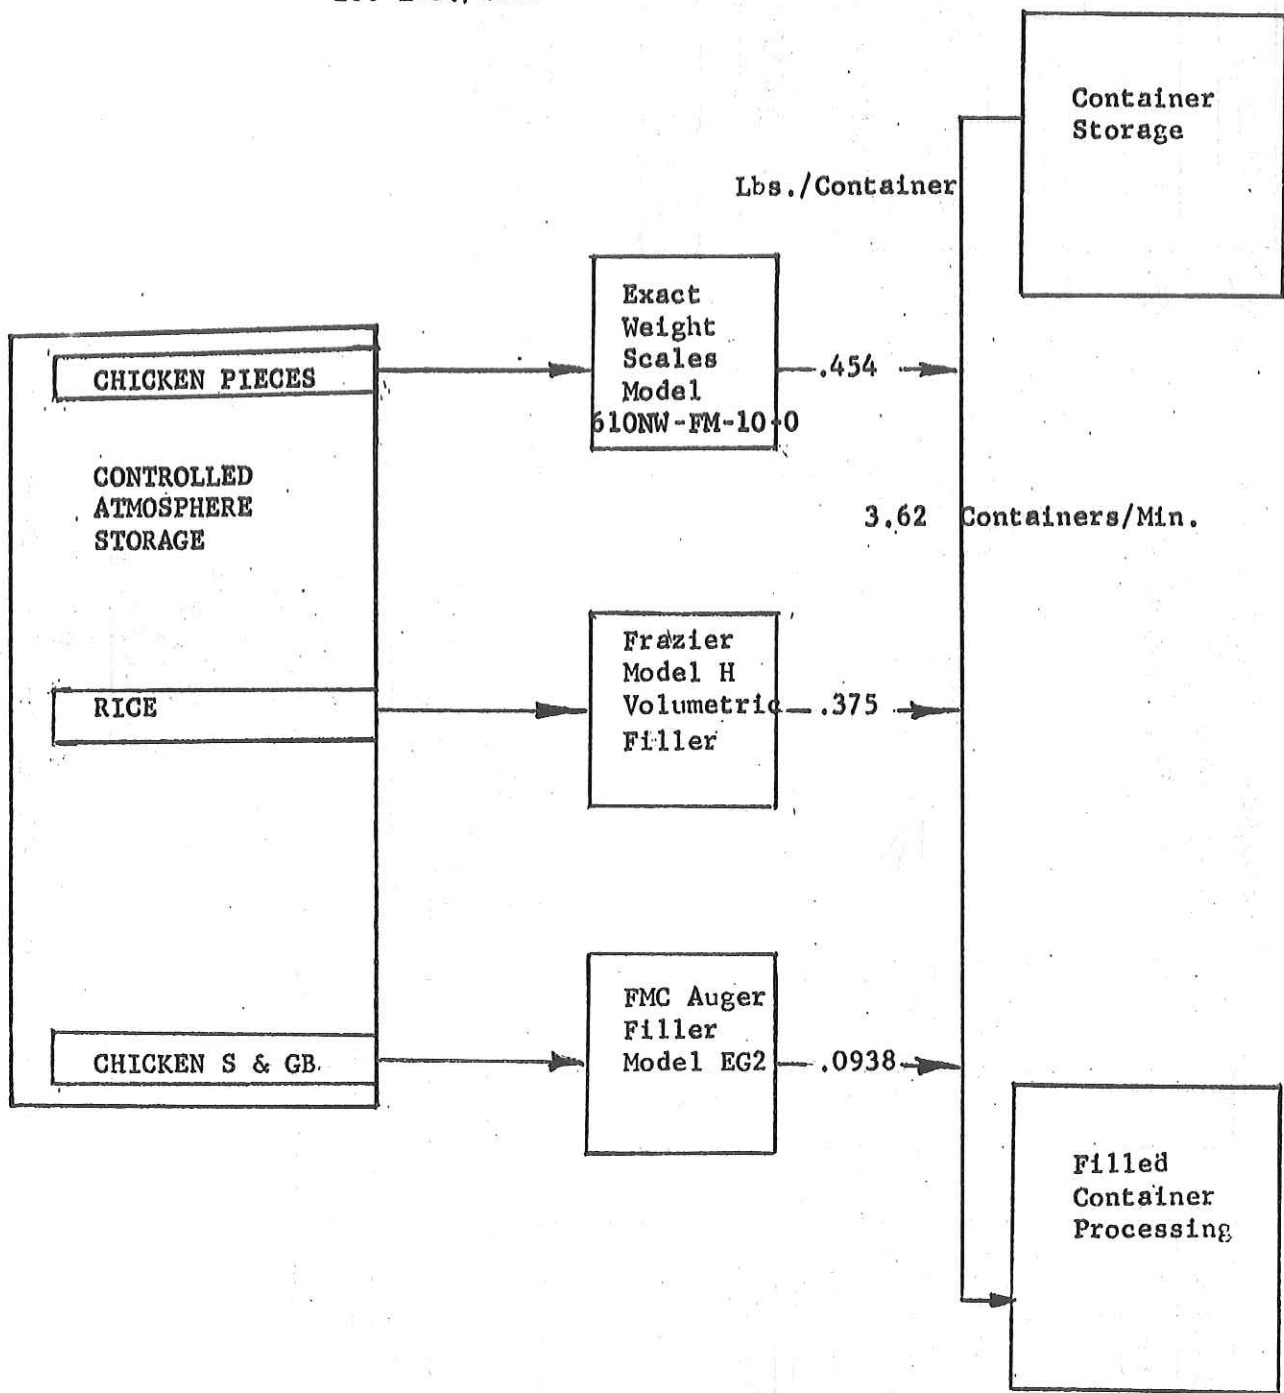 Container
Storage
Lbs./Container
Exact
Weight
Scales
Model
610NW-FM-10-0
.454
CHICKEN PIECES
CONTROLLED
ATMOSPHERE
STORAGE
3.62 Containers/Min.
Frazier
Model H
Volumetric
Filler
.375
RICE
FMC Auger
Filler
Model EG2
.0938
CHICKEN S & GB.
Filled
Container
Processing